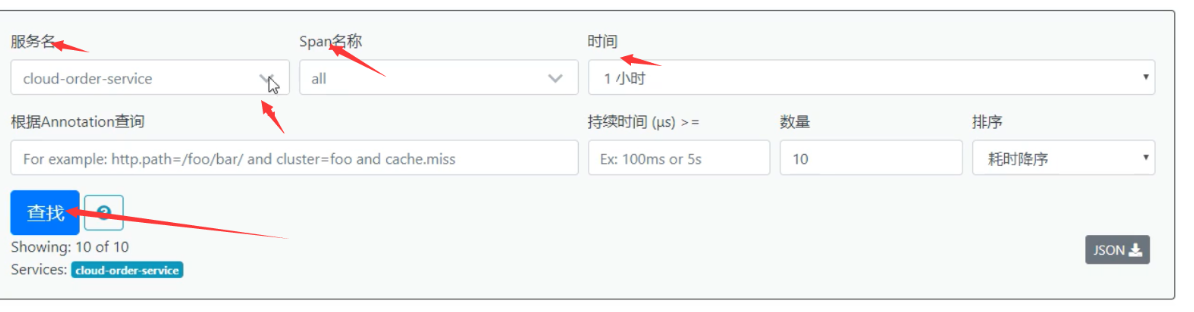 服务名 Span名称 时间
cloud-order-service all 1 小时
根据Annotation查询 持续时间 (μs) >= 数量 排序
For example: http.path=/foo/bar/ and cluster=foo and cache.miss Ex: 100ms or 5s 10 耗时降序
查找 ?
Showing: 10 of 10
JSON
Services: cloud-order-service